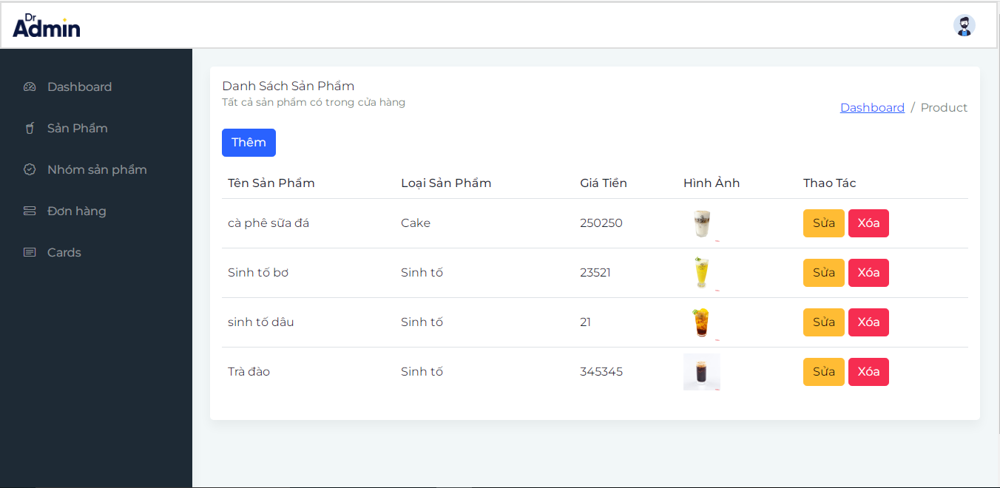 Dr
Admin
Dashboard
Sản Phẩm
Nhóm sản phẩm
Đơn hàng
Cards
Danh Sách Sản Phẩm
Tất cả sản phẩm có trong cửa hàng
Dashboard / Product
Thêm
Tên Sản Phẩm Loại Sản Phẩm Giá Tiền Hình Ảnh Thao Tác
cà phê sữa đá Cake 250250 Sửa Xóa
Sinh tố bơ Sinh tố 23521 Sửa Xóa
sinh tố dâu Sinh tố 21 Sửa Xóa
Trà đào Sinh tố 345345 Sửa Xóa